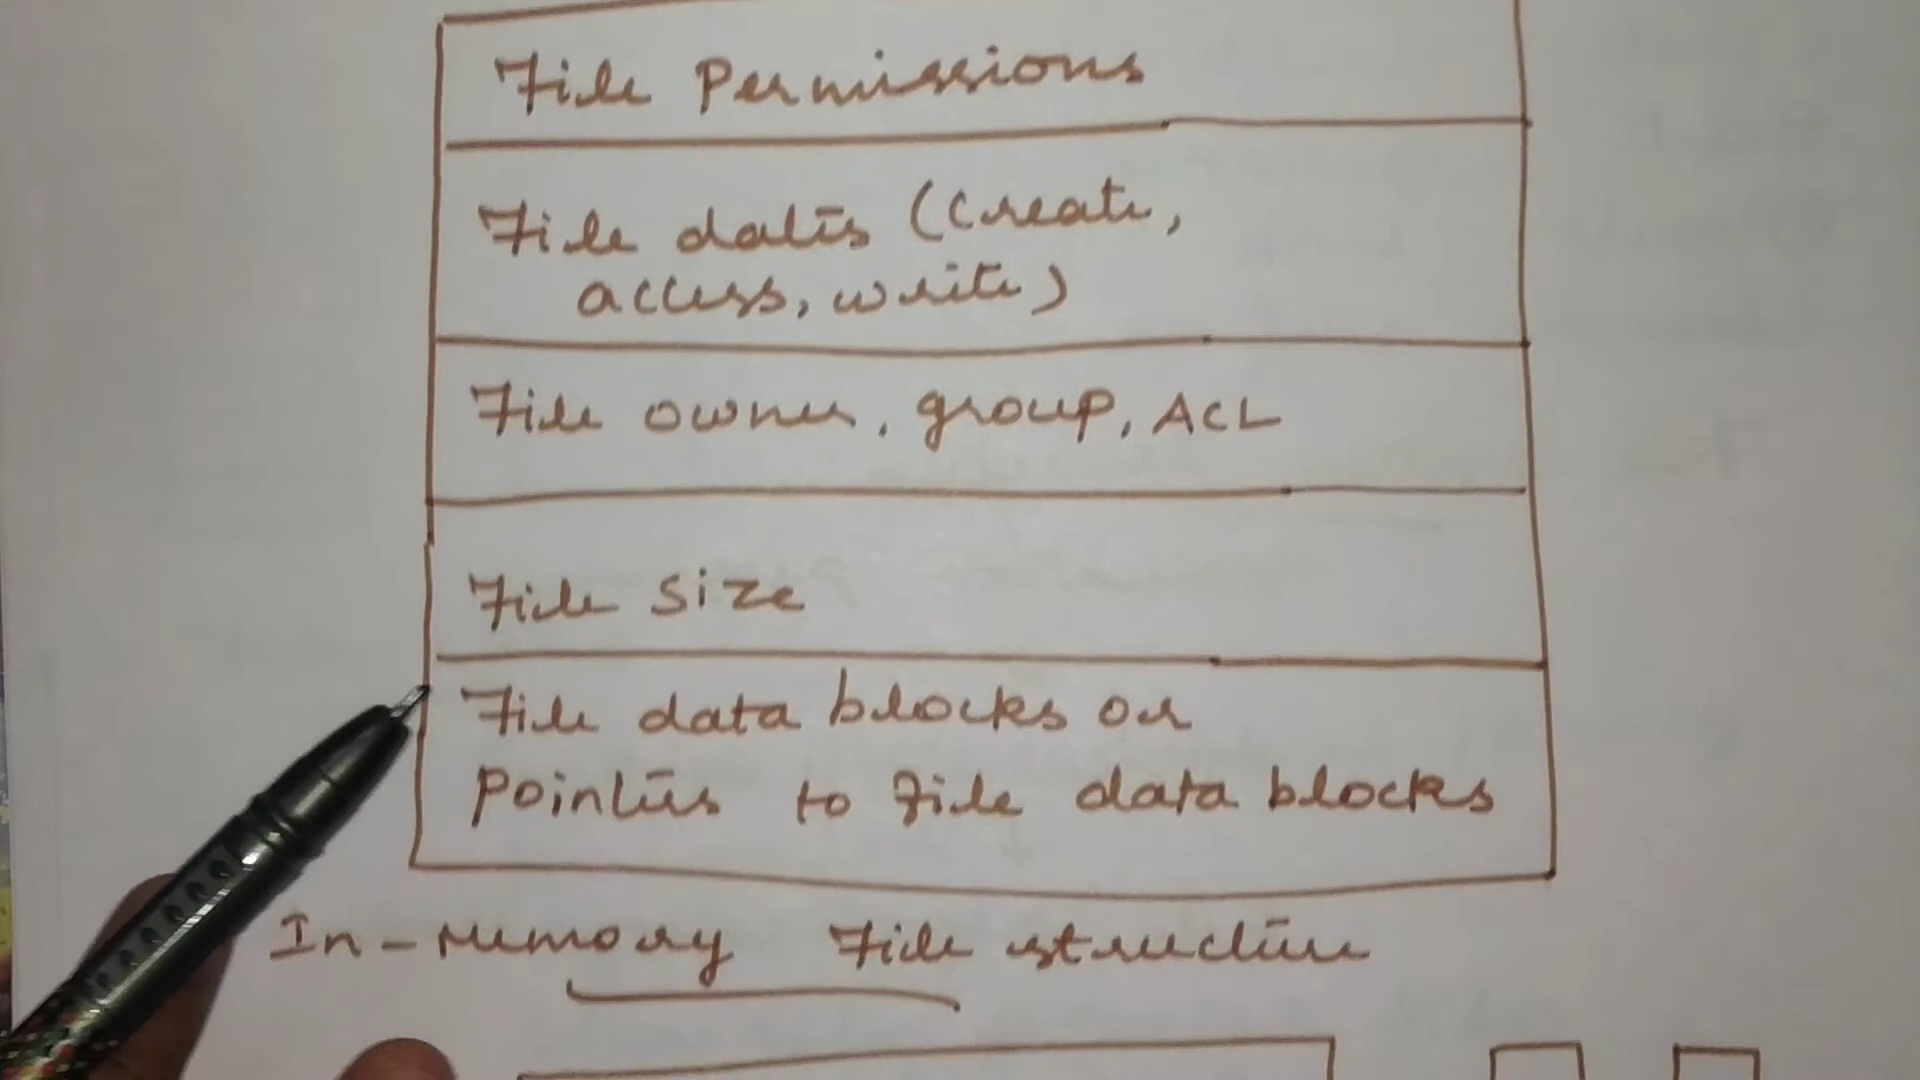 File Permissions
File dates (create,
access, write)
File owner, group, ACL
File size
File data blocks or
Pointers to file data blocks
In-memory File structure